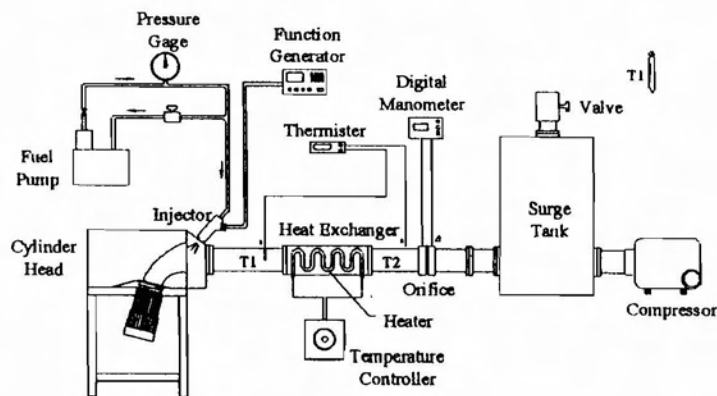 Pressure
Gage
Function
Generator
Digital
Manometer
T1
Valve
Thermister
Fuel
Pump
Injector
Heat Exchanger
Surge
Tank
Cylinder
Head
T1
T2
Orifice
Heater
Compressor
Temperature
Controller